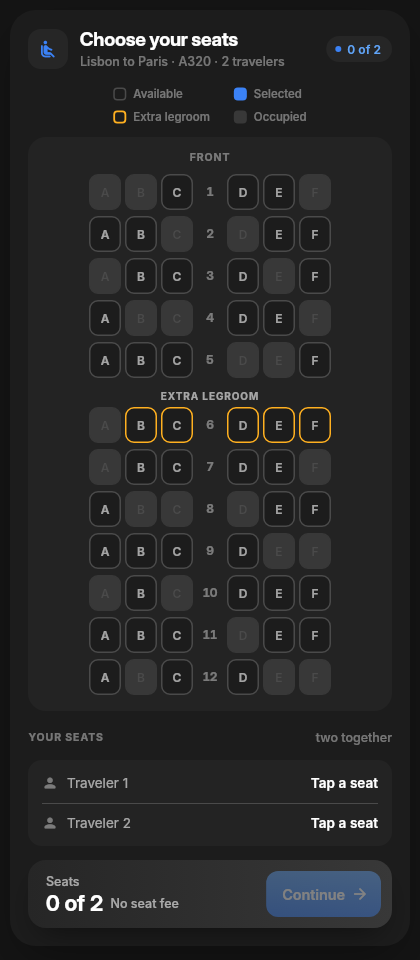 Choose your seats
Lisbon to Paris · A320 · 2 travelers
0 of 2
Available
Selected
Extra legroom
Occupied
FRONT
A B C 1 D E F
A B C 2 D E F
A B C 3 D E F
A B C 4 D E F
A B C 5 D E F
EXTRA LEGROOM
A B C 6 D E F
A B C 7 D E F
A B C 8 D E F
A B C 9 D E F
A B C 10 D E F
A B C 11 D E F
A B C 12 D E F
YOUR SEATS two together
Traveler 1 Tap a seat
Traveler 2 Tap a seat
Seats
0 of 2 No seat fee
Continue